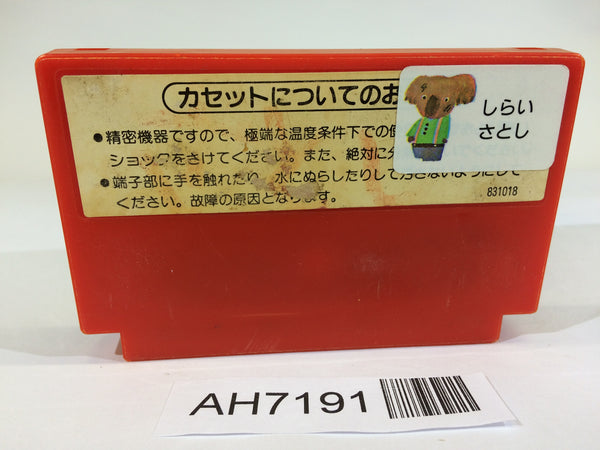 カセットについてのお
しらい
さとし
●精密機器ですので、極端な温度条件下での使
ショックをさけてください。また、絶対に
●端子部に手を触れたり、水にぬらしたりして
ください。故障の原因となります。
831018
AH7191